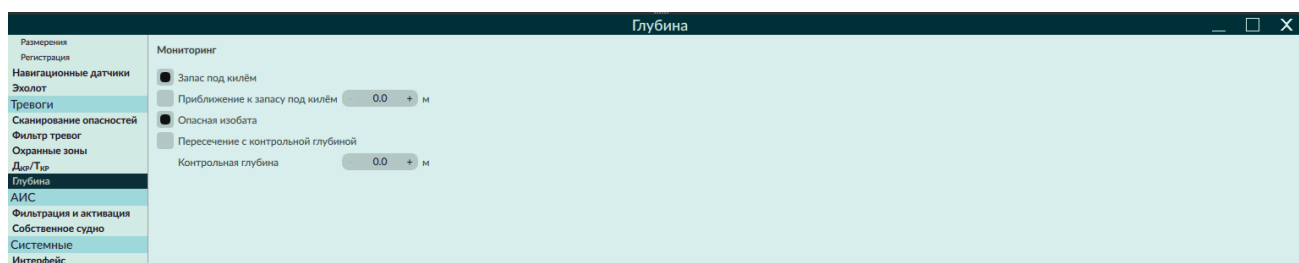 Глубина
Размерения
Регистрация
Навигационные датчики
Эхолот
Тревоги
Сканирование опасностей
Фильтр тревог
Охранные зоны
Дкр/Ткр
Глубина
АИС
Фильтрация и активация
Собственное судно
Системные
Интерфейс
Мониторинг
Запас под килём
Приближение к запасу под килём - 0.0 + м
Опасная изобата
Пересечение с контрольной глубиной
Контрольная глубина - 0.0 + м